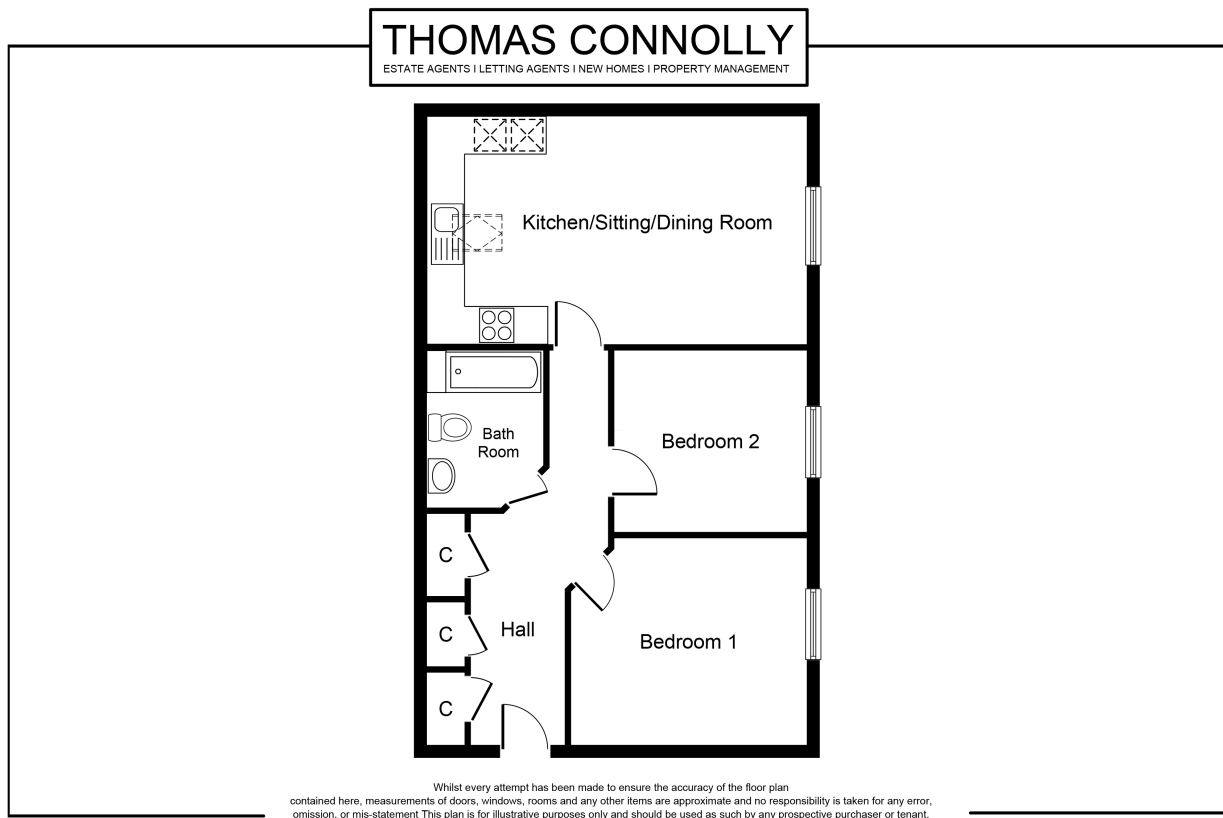 THOMAS CONNOLLY
ESTATE AGENTS I LETTING AGENTS I NEW HOMES I PROPERTY MANAGEMENT
Kitchen/Sitting/Dining Room
Bath
Room
Bedroom 2
C
C
Hall
Bedroom 1
C
Whilst every attempt has been made to ensure the accuracy of the floor plan
contained here, measurements of doors, windows, rooms and any other items are approximate and no responsibility is taken for any error,
omission, or mis-statement This plan is for illustrative purposes only and should be used as such by any prospective purchaser or tenant.